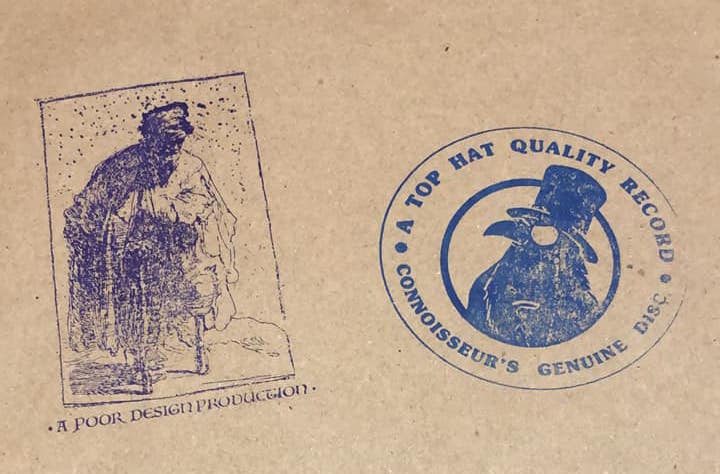 · A POOR DESIGN PRODUCTION ·
• A TOP HAT QUALITY RECORD •
CONNOISSEUR'S GENUINE DISC